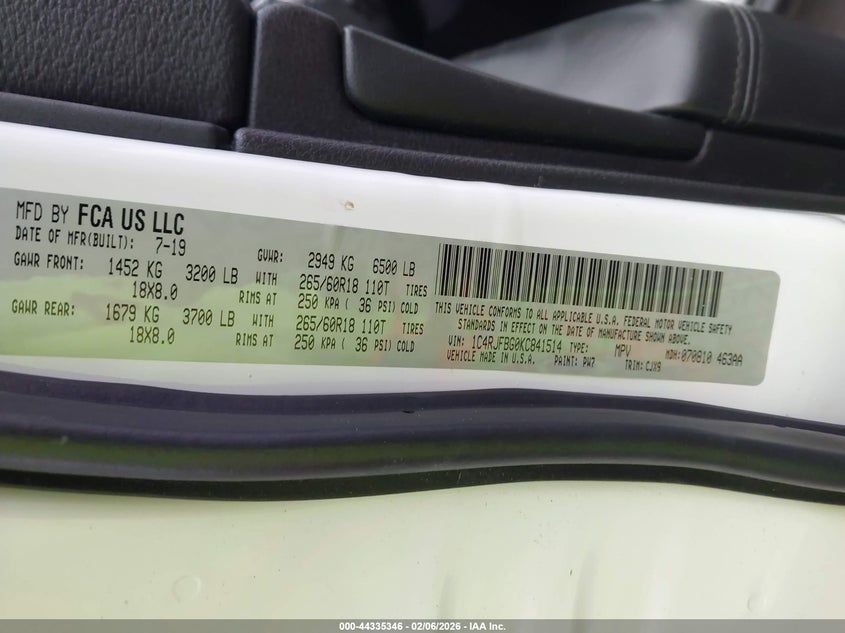 MFD BY FCA US LLC
DATE OF MFR(BUILT): 7-19 GVWR: 2949 KG 6500 LB
GAWR FRONT: 1452 KG 3200 LB WITH 265/60R18 110T TIRES
18X8.0 RIMS AT 250 KPA ( 36 PSI) COLD
GAWR REAR: 1679 KG 3700 LB WITH 265/60R18 110T TIRES
18X8.0 RIMS AT 250 KPA ( 36 PSI) COLD
THIS VEHICLE CONFORMS TO ALL APPLICABLE U.S.A. FEDERAL MOTOR VEHICLE SAFETY
STANDARDS IN EFFECT ON THE DATE OF MANUFACTURE SHOWN ABOVE.
VIN: 1C4RJFBG0KC841514 TYPE: MPV MDH: 070810 463AA
VEHICLE MADE IN U.S.A. PAINT: PW7 TRIM: CJX9
000-44335346 - 02/06/2026 - IAA Inc.